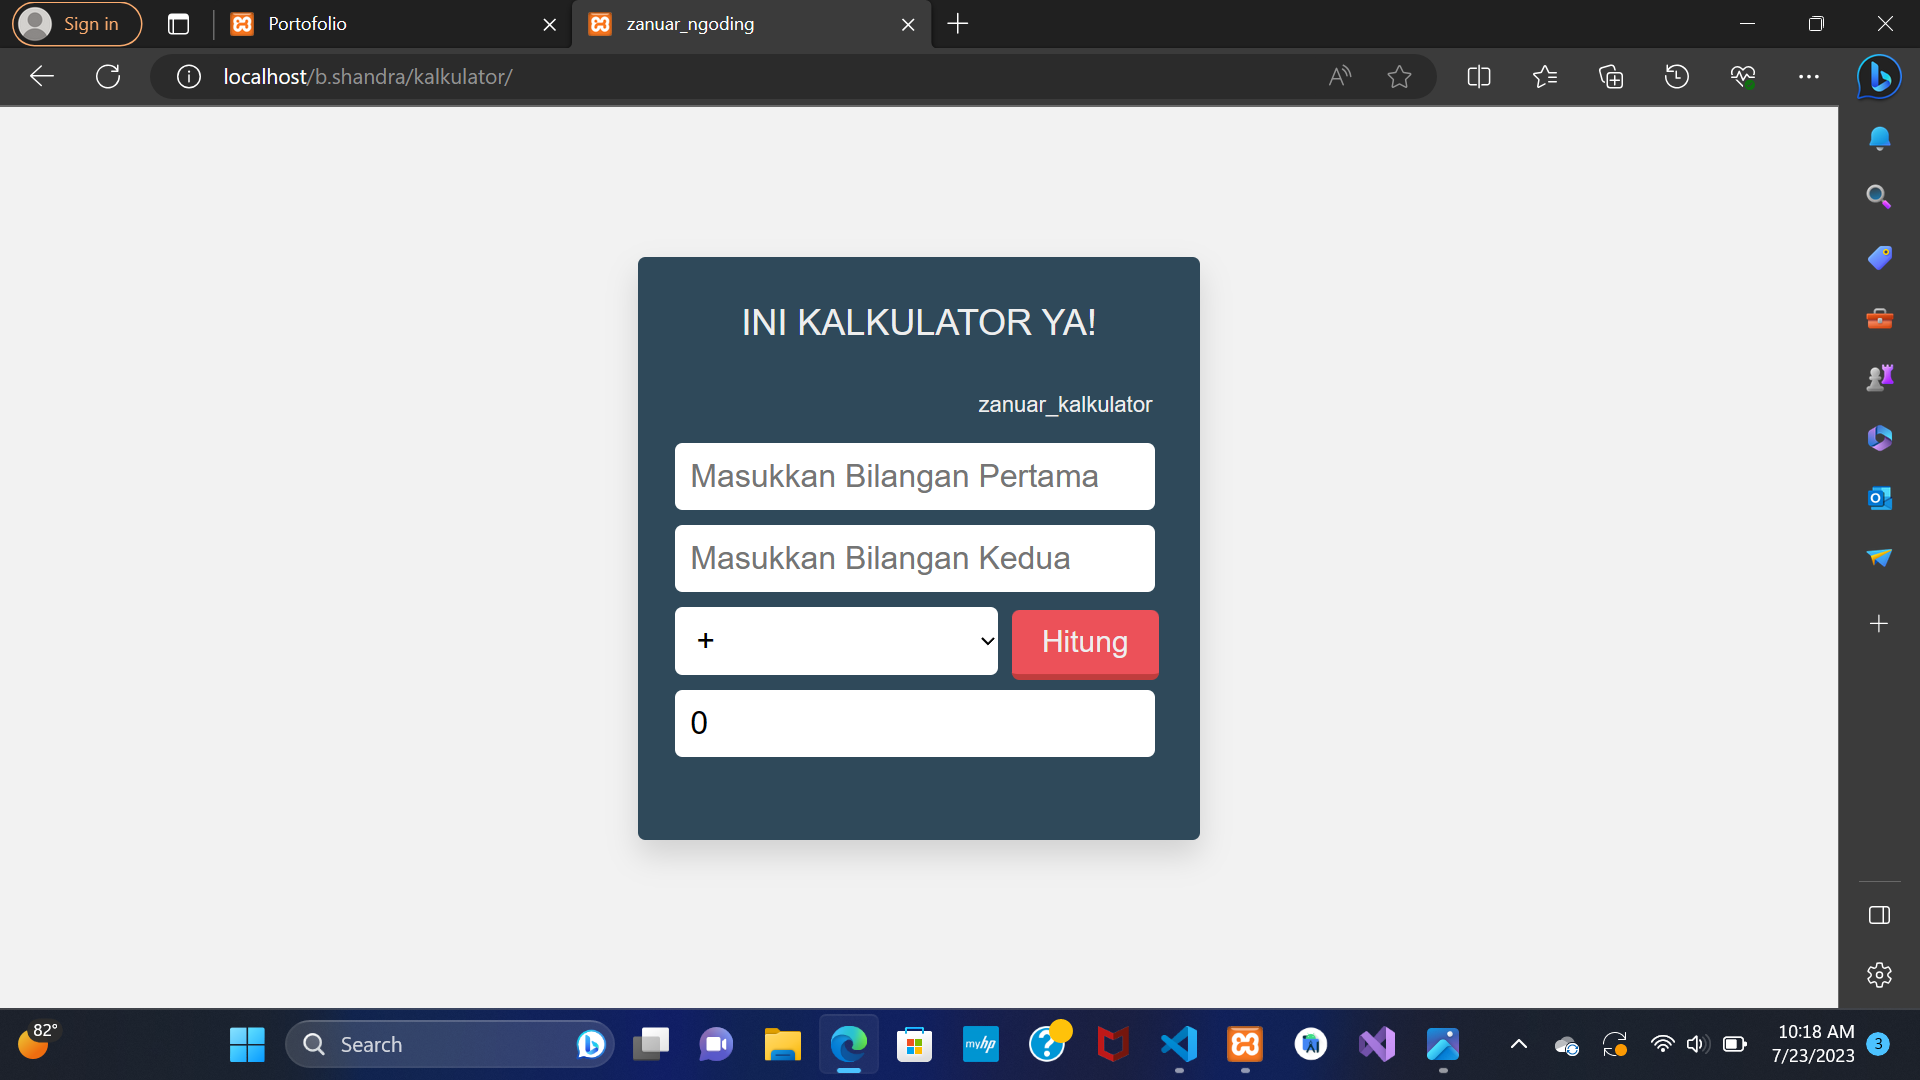 Sign in
Portofolio
zanuar_ngoding
localhost/b.shandra/kalkulator/
INI KALKULATOR YA!
zanuar_kalkulator
Masukkan Bilangan Pertama
Masukkan Bilangan Kedua
+
Hitung
0
82°
Search
myhp
10:18 AM
7/23/2023
3